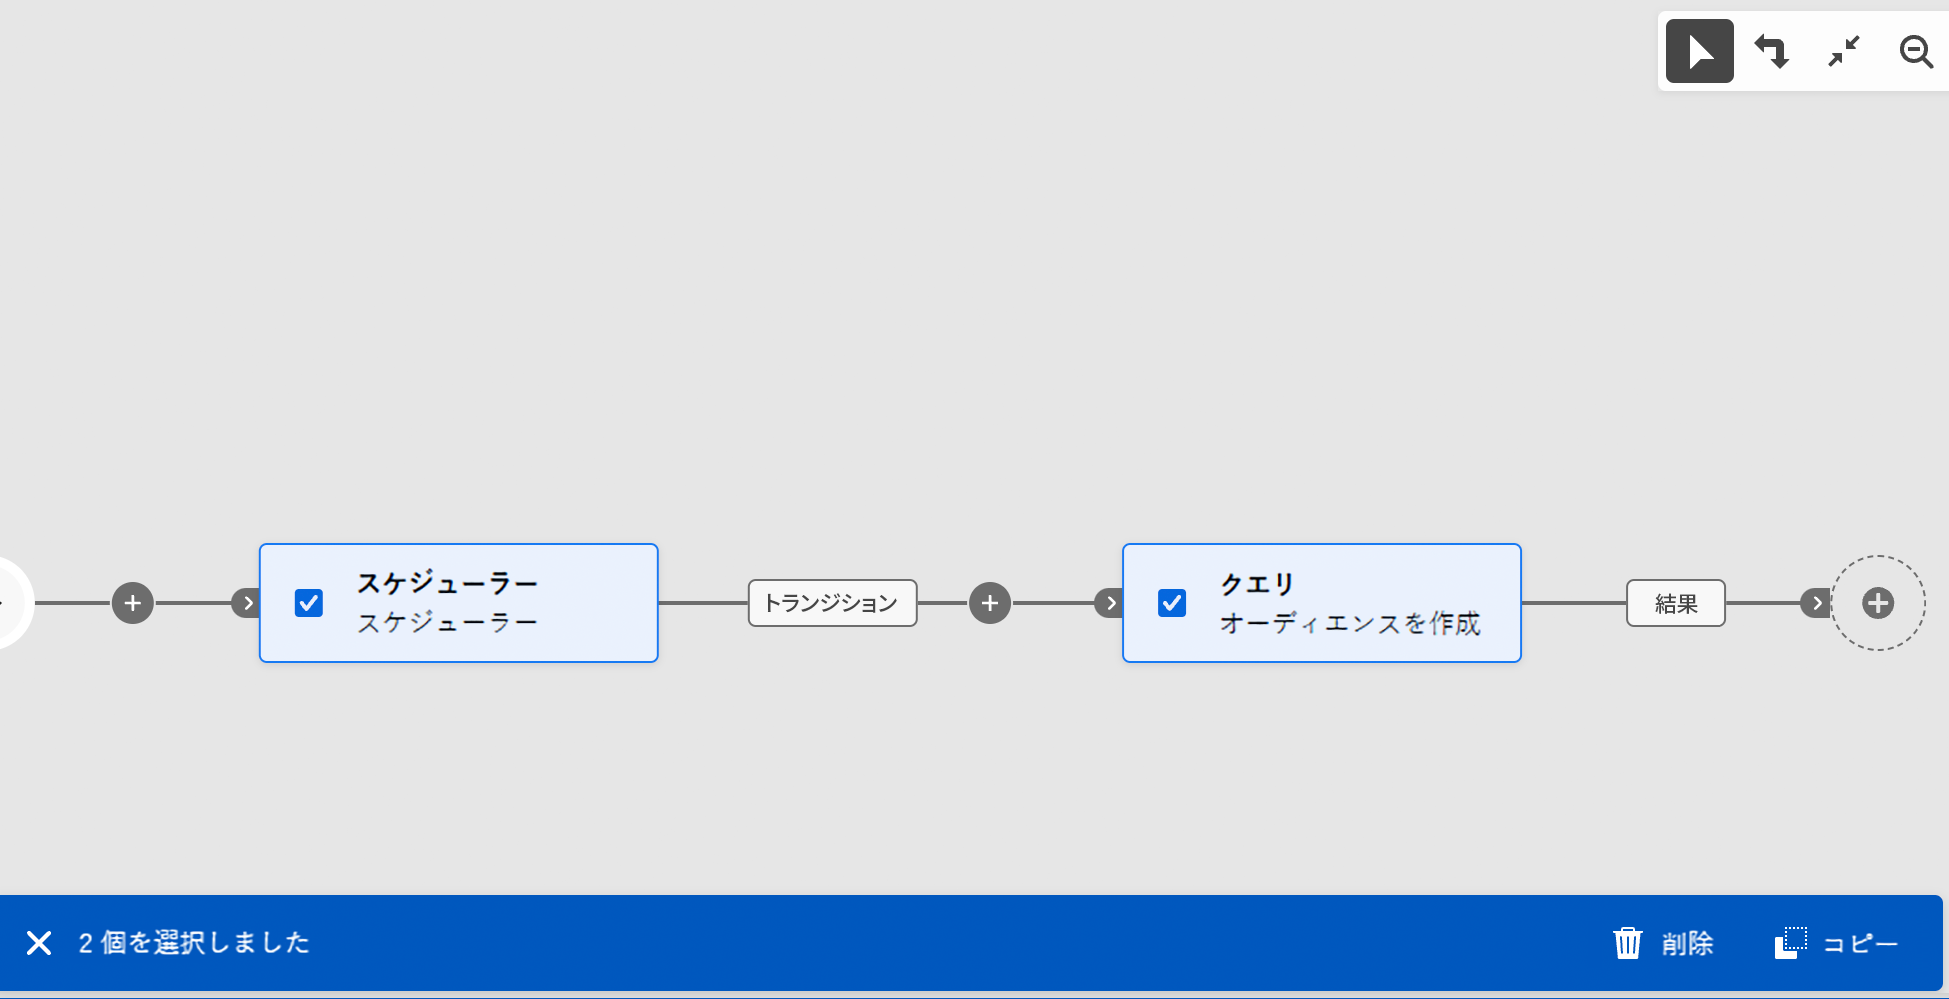 スケジューラー
スケジューラー
トランジション
クエリ
オーディエンスを作成
結果
2 個を選択しました
削除
コピー